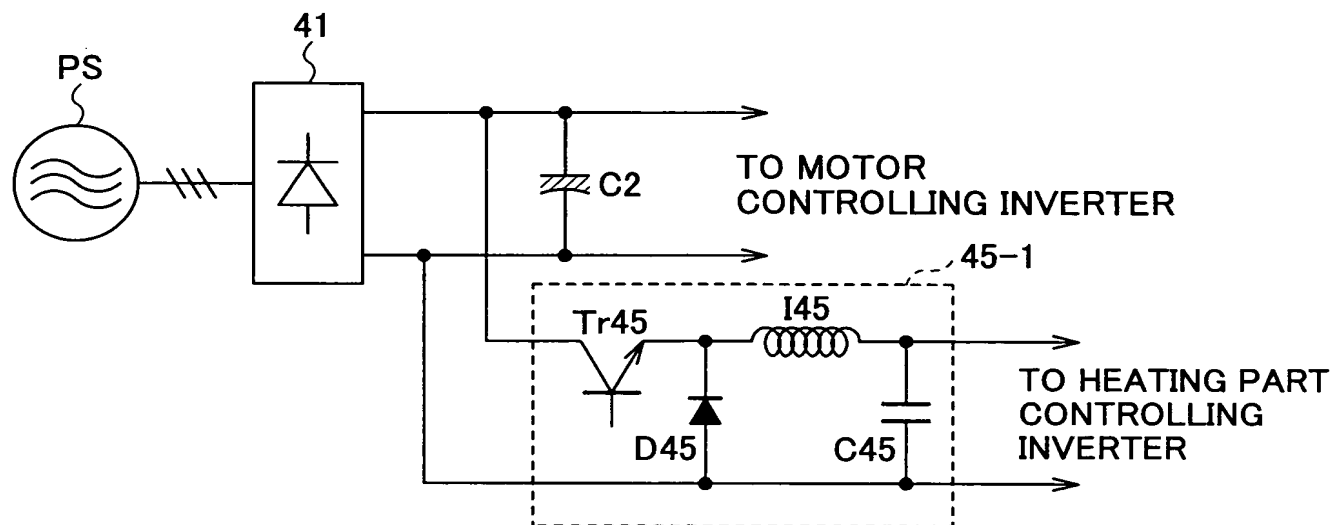 41
PS
C2
TO MOTOR
CONTROLLING INVERTER
45-1
Tr45
I45
D45
C45
TO HEATING PART
CONTROLLING
INVERTER